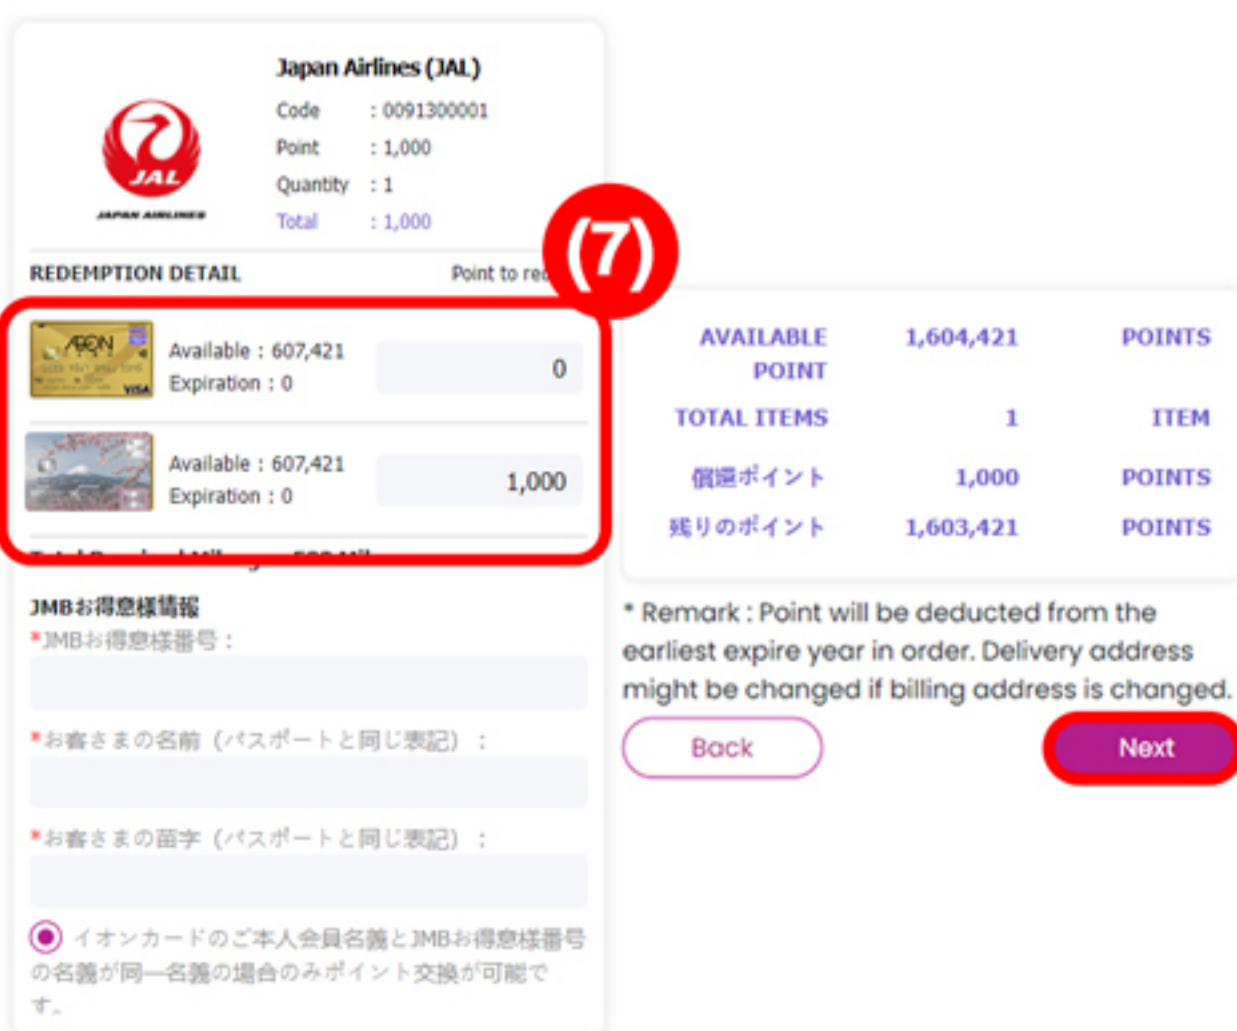 Japan Airlines (JAL)
Code : 0091300001
Point : 1,000
Quantity : 1
Total : 1,000
JAL
JAPAN AIRLINES
(7)
REDEMPTION DETAIL Point to
AEON
VISA
Available : 607,421
Expiration : 0
0
Available : 607,421
Expiration : 0
1,000
JMBお得意様情報
*JMBお得意様番号：
*お客さまの名前（パスポートと同じ表記）：
*お客さまの苗字（パスポートと同じ表記）：
イオンカードのご本人会員名義とJMBお得意様番号
の名義が同一名義の場合のみポイント交換が可能で
す。
AVAILABLE POINT 1,604,421 POINTS
TOTAL ITEMS 1 ITEM
償還ポイント 1,000 POINTS
残りのポイント 1,603,421 POINTS
* Remark : Point will be deducted from the
earliest expire year in order. Delivery address
might be changed if billing address is changed.
Back
Next